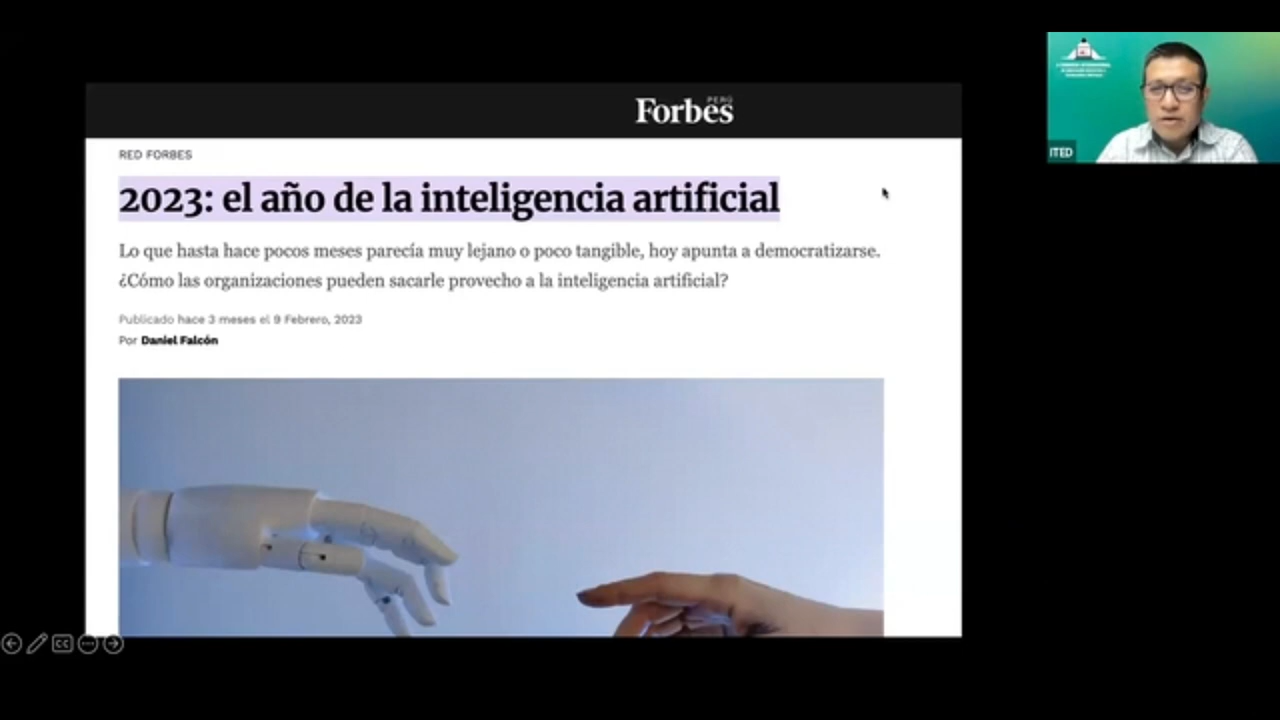 PERÚ
Forbes
RED FORBES
2023: el año de la inteligencia artificial
Lo que hasta hace pocos meses parecía muy lejano o poco tangible, hoy apunta a democratizarse.
¿Cómo las organizaciones pueden sacarle provecho a la inteligencia artificial?
Publicado hace 3 meses el 9 Febrero, 2023
Por Daniel Falcón
CC
ITED